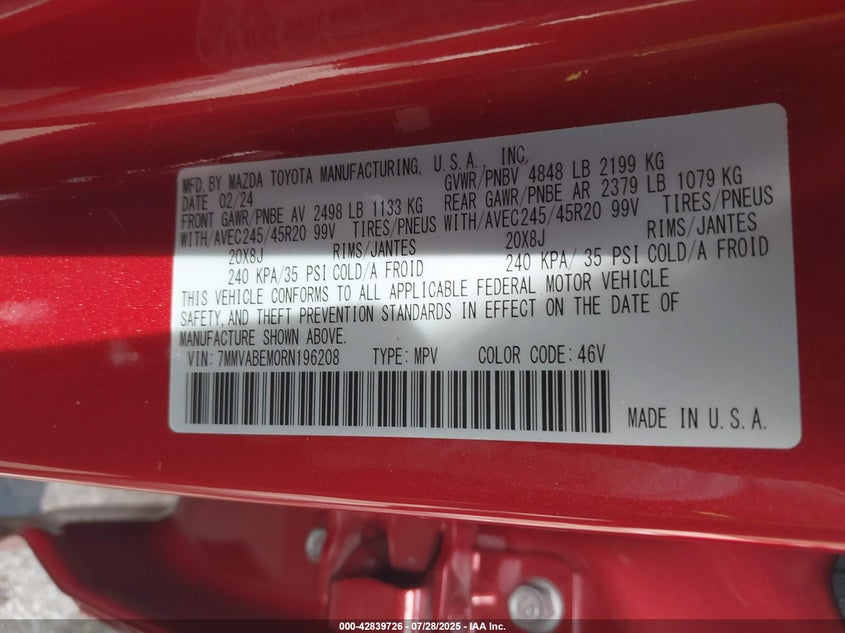 MFD. BY MAZDA TOYOTA MANUFACTURING, U.S.A., INC.
DATE 02/24 GVWR/PNBV 4848 LB 2199 KG
FRONT GAWR/PNBE AV 2498 LB 1133 KG REAR GAWR/PNBE AR 2379 LB 1079 KG
WITH/AVEC245/45R20 99V TIRES/PNEUS WITH/AVEC245/45R20 99V TIRES/PNEUS
20X8J RIMS/JANTES 20X8J RIMS/JANTES
240 KPA/35 PSI COLD/A FROID 240 KPA/ 35 PSI COLD/A FROID
THIS VEHICLE CONFORMS TO ALL APPLICABLE FEDERAL MOTOR VEHICLE
SAFETY, AND THEFT PREVENTION STANDARDS IN EFFECT ON THE DATE OF
MANUFACTURE SHOWN ABOVE.
VIN: 7MMVABEM0RN196208 TYPE: MPV COLOR CODE: 46V
MADE IN U.S.A.
000-42839726 - 07/28/2025 - IAA Inc.